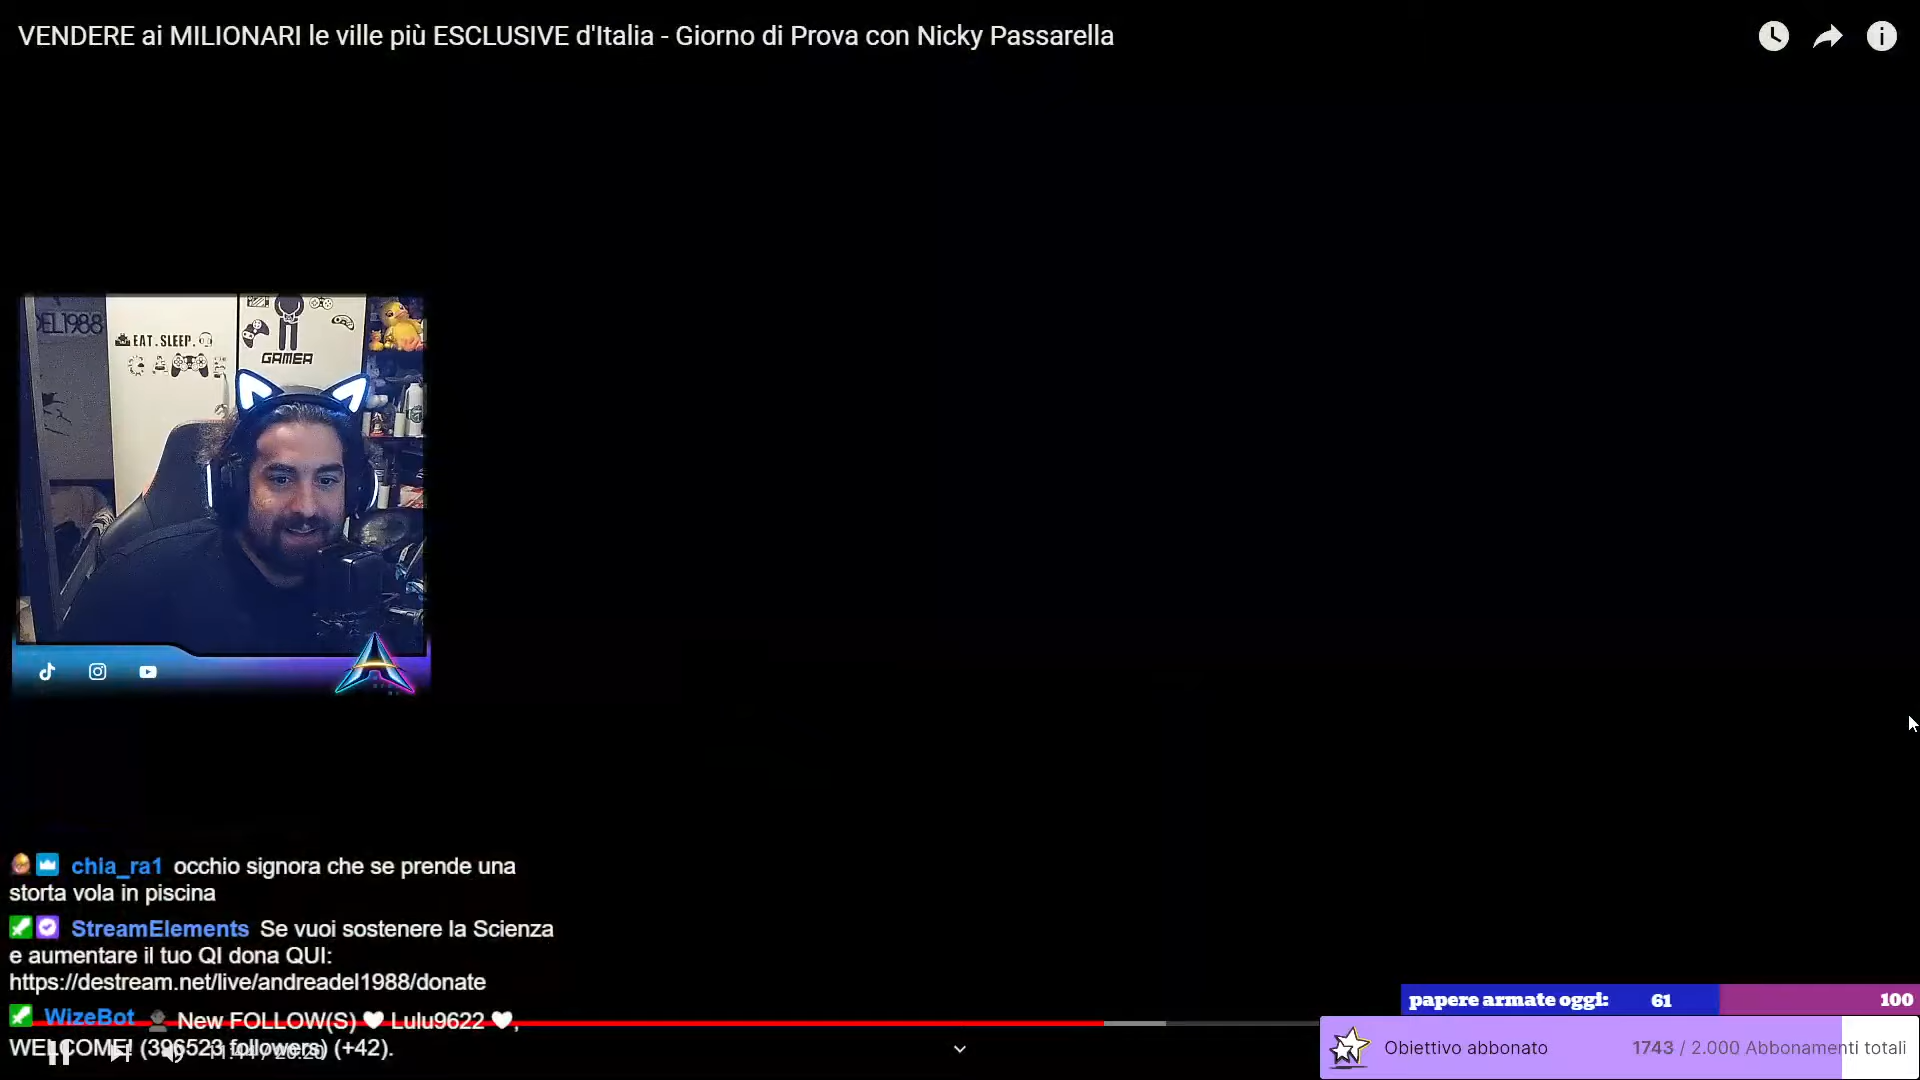 VENDERE ai MILIONARI le ville più ESCLUSIVE d'Italia - Giorno di Prova con Nicky Passarella
EL1988
EAT.SLEEP.
GAME
GAMER
chia_ra1 occhio signora che se prende una
storta vola in piscina
StreamElements Se vuoi sostenere la Scienza
e aumentare il tuo QI dona QUI:
https://destream.net/live/andreadel1988/donate
WizeBot New FOLLOW(S) ♥ Lulu9622 ♥,
WELCOME! (396523 followers) (+42).
papere armate oggi: 61 100
Obiettivo abbonato 1743 / 2.000 Abbonamenti totali